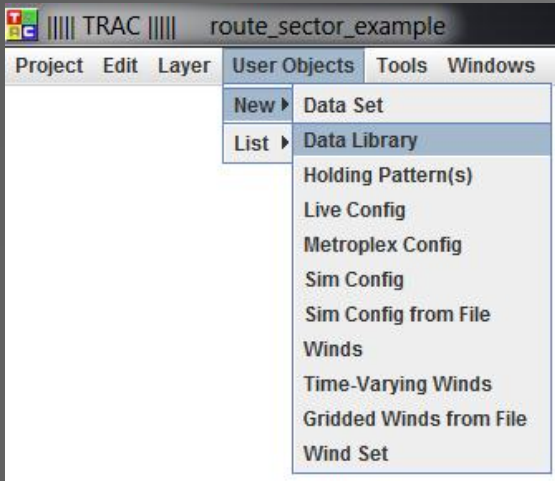 ||||| TRAC ||||| route_sector_example
Project Edit Layer User Objects Tools Windows
New Data Set
List Data Library
Holding Pattern(s)
Live Config
Metroplex Config
Sim Config
Sim Config from File
Winds
Time-Varying Winds
Gridded Winds from File
Wind Set